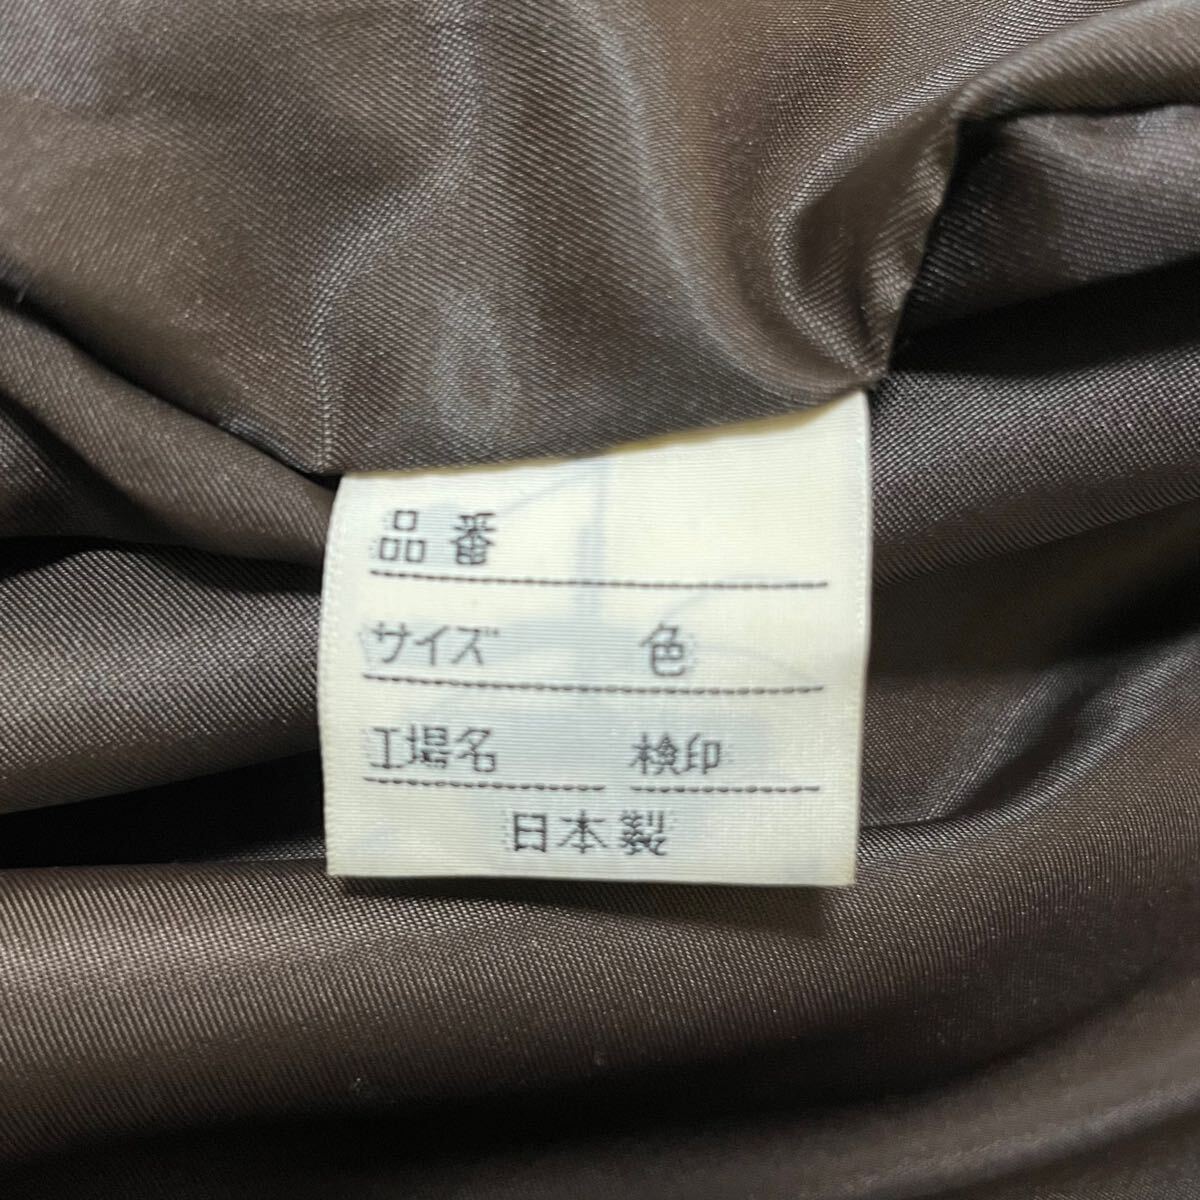 品番
サイズ 色
工場名 検印
日本製